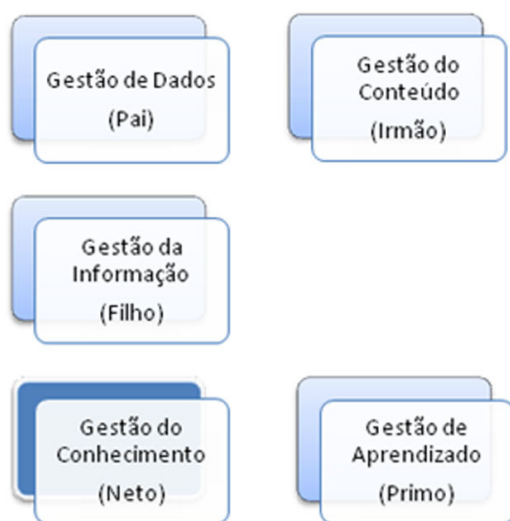 Gestão de Dados
(Pai)
Gestão do
Conteúdo
(Irmão)
Gestão da
Informação
(Filho)
Gestão do
Conhecimento
(Neto)
Gestão de
Aprendizado
(Primo)